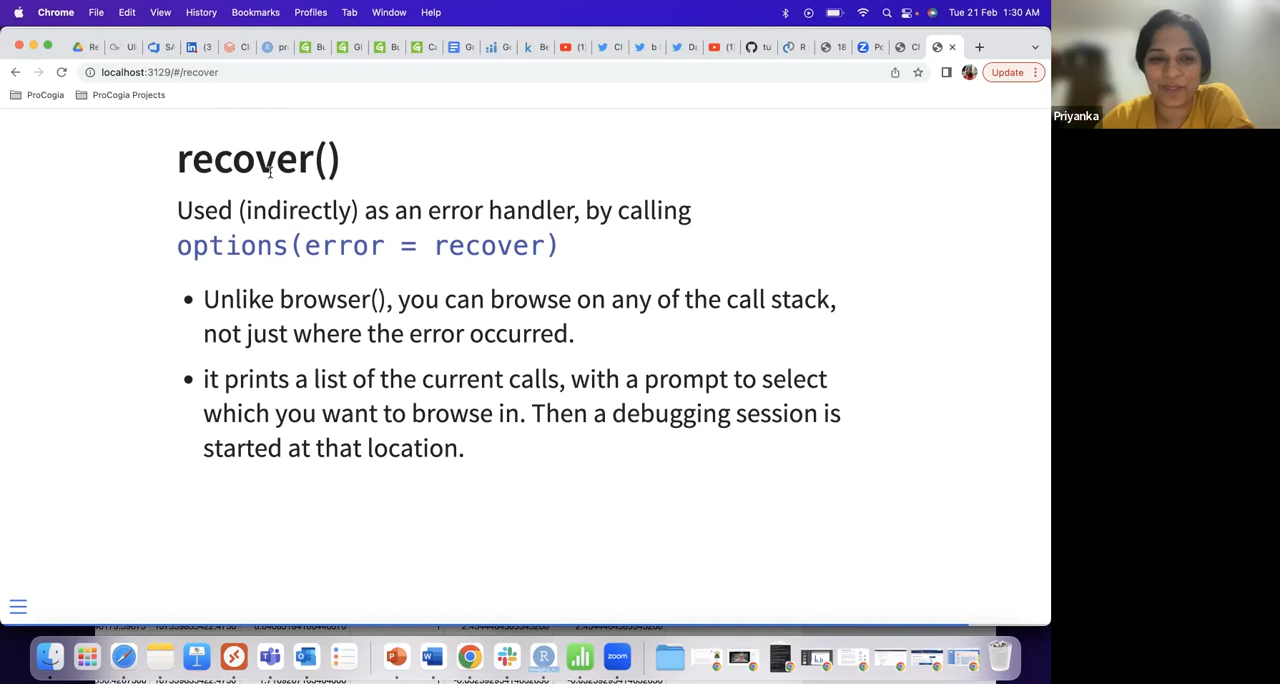 Chrome File Edit View History Bookmarks Profiles Tab Window Help Tue 21 Feb 1:30 AM
localhost:3129/#/recover
Update
ProCogia ProCogia Projects
Priyanka
recover()
Used (indirectly) as an error handler, by calling
options(error = recover)
• Unlike browser(), you can browse on any of the call stack,
not just where the error occurred.
• it prints a list of the current calls, with a prompt to select
which you want to browse in. Then a debugging session is
started at that location.
zoom